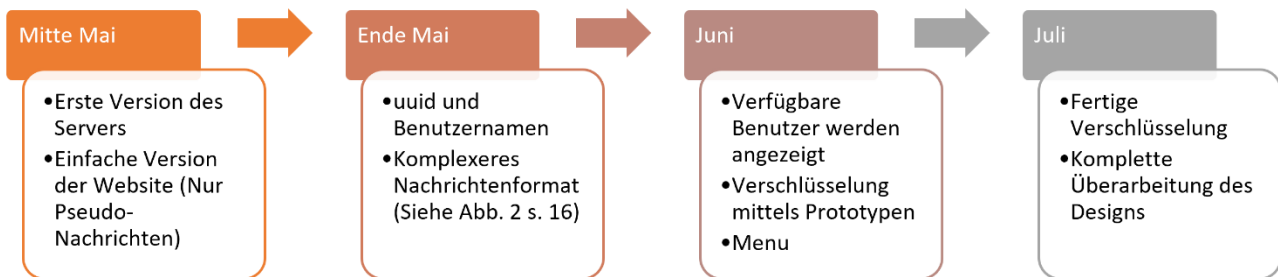 Mitte Mai
•Erste Version des
Servers
•Einfache Version
der Website (Nur
Pseudo-
Nachrichten)
Ende Mai
•uuid und
Benutzernamen
•Komplexeres
Nachrichtenformat
(Siehe Abb. 2 s. 16)
Juni
•Verfügbare
Benutzer werden
angezeigt
•Verschlüsselung
mittels Prototypen
•Menu
Juli
•Fertige
Verschlüsselung
•Komplette
Überarbeitung des
Designs